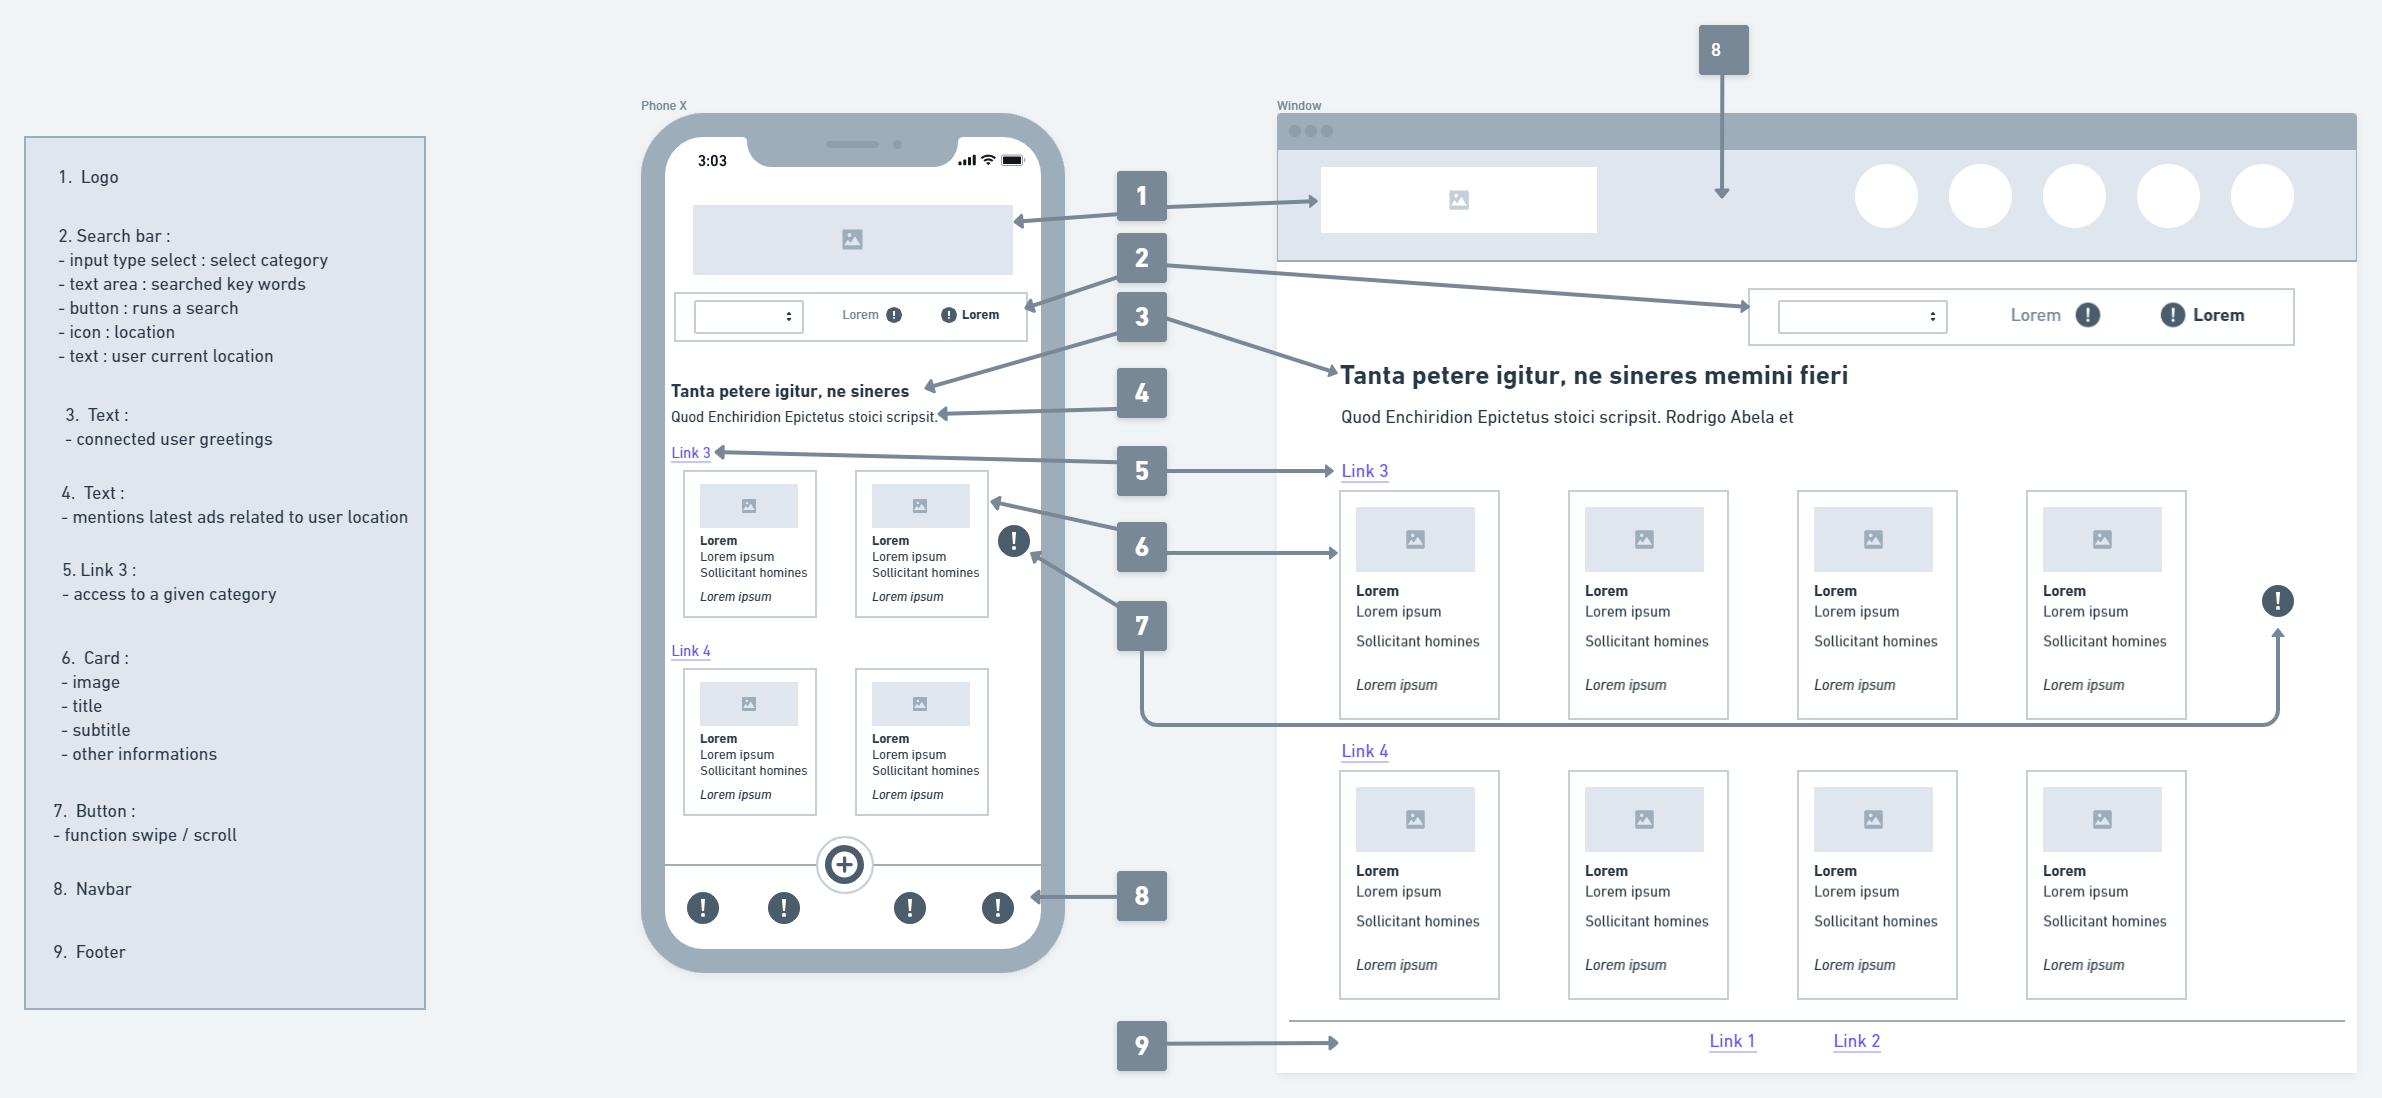 1. Logo
2. Search bar :
- input type select : select category
- text area : searched key words
- button : runs a search
- icon : location
- text : user current location
3. Text :
- connected user greetings
4. Text :
- mentions latest ads related to user location
5. Link 3 :
- access to a given category
6. Card :
- image
- title
- subtitle
- other informations
7. Button :
- function swipe / scroll
8. Navbar
9. Footer
Phone X
3:03
Lorem ! ! Lorem
Tanta petere igitur, ne sineres
Quod Enchiridion Epictetus stoici scripsit.
Link 3
Lorem
Lorem ipsum
Sollicitant homines
Lorem ipsum
Lorem
Lorem ipsum
Sollicitant homines
Lorem ipsum
!
Link 4
Lorem
Lorem ipsum
Sollicitant homines
Lorem ipsum
Lorem
Lorem ipsum
Sollicitant homines
Lorem ipsum
! ! ! !
1
2
3
4
5
6
7
8
9
8
Window
Lorem ! ! Lorem
Tanta petere igitur, ne sineres memini fieri
Quod Enchiridion Epictetus stoici scripsit. Rodrigo Abela et
Link 3
Lorem
Lorem ipsum
Sollicitant homines
Lorem ipsum
Lorem
Lorem ipsum
Sollicitant homines
Lorem ipsum
Lorem
Lorem ipsum
Sollicitant homines
Lorem ipsum
Lorem
Lorem ipsum
Sollicitant homines
Lorem ipsum
!
Link 4
Lorem
Lorem ipsum
Sollicitant homines
Lorem ipsum
Lorem
Lorem ipsum
Sollicitant homines
Lorem ipsum
Lorem
Lorem ipsum
Sollicitant homines
Lorem ipsum
Lorem
Lorem ipsum
Sollicitant homines
Lorem ipsum
Link 1 Link 2